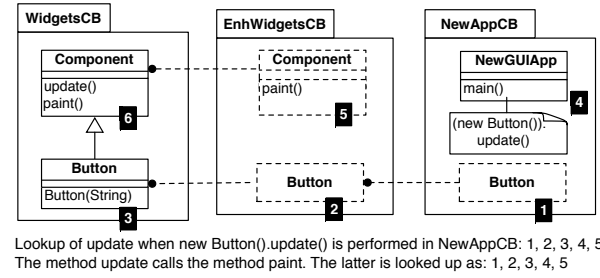 WidgetsCB
EnhWidgetsCB
NewAppCB
Component
update()
paint()
6
Component
paint()
5
NewGUIApp
main()
4
(new Button()).
update()
Button
Button(String)
3
Button
2
Button
1
Lookup of update when new Button().update() is performed in NewAppCB: 1, 2, 3, 4, 5
The method update calls the method paint. The latter is looked up as: 1, 2, 3, 4, 5